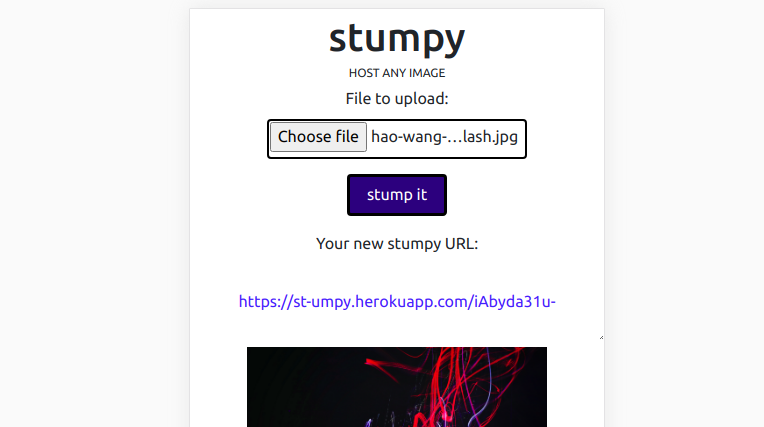 stumpy
HOST ANY IMAGE
File to upload:
Choose file hao-wang-…lash.jpg
stump it
Your new stumpy URL:
https://st-umpy.herokuapp.com/iAbyda31u-